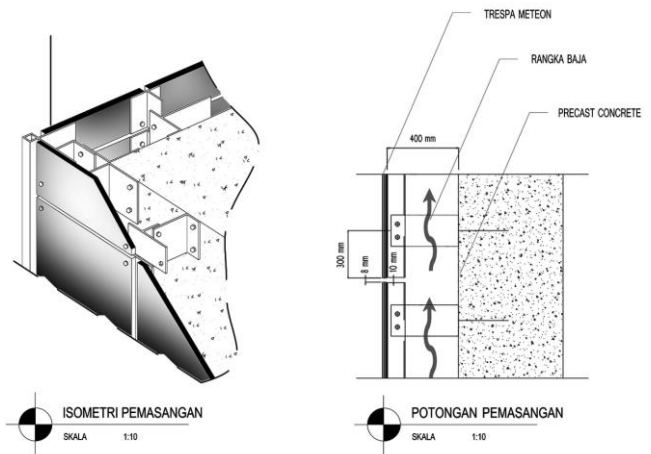 TRESPA METEON
RANGKA BAJA
PRECAST CONCRETE
400 mm
300 mm
8 mm
10 mm
ISOMETRI PEMASANGAN
SKALA 1:10
POTONGAN PEMASANGAN
SKALA 1:10